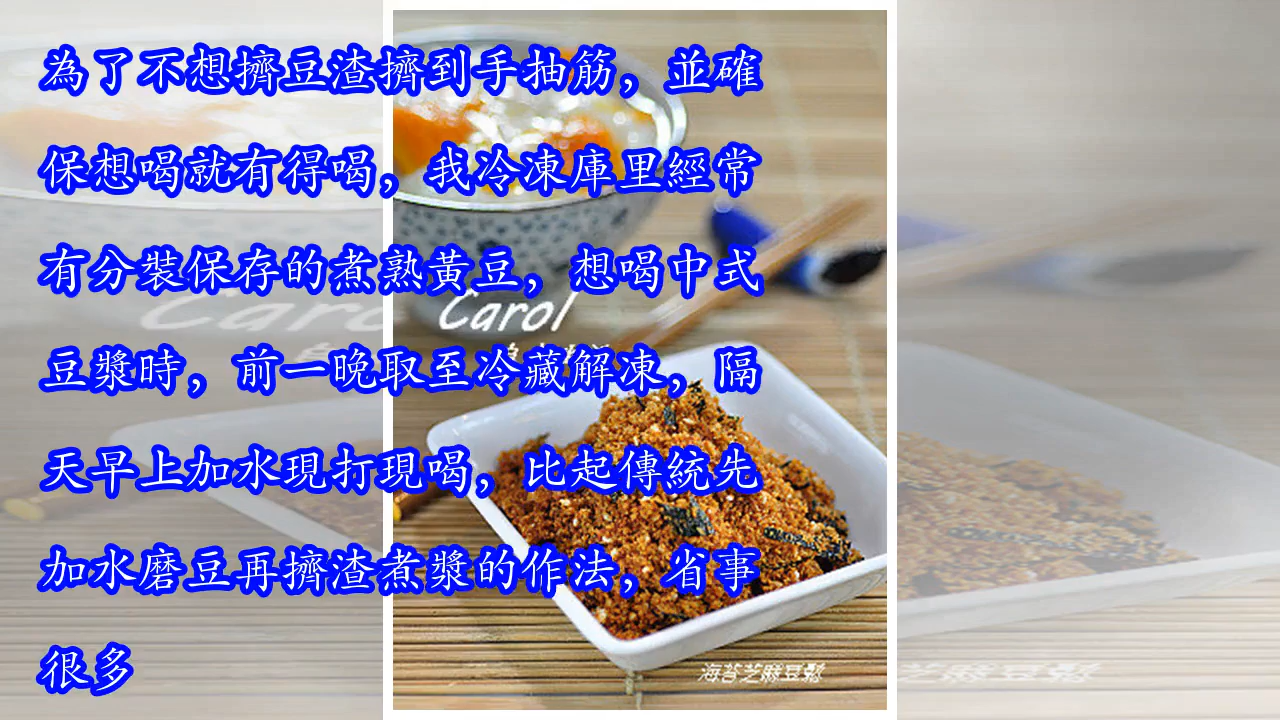 為了不想擠豆渣擠到手抽筋，並確
保想喝就有得喝，我冷凍庫里經常
有分裝保存的煮熟黃豆，想喝中式
豆漿時，前一晚取至冷藏解凍，隔
天早上加水現打現喝，比起傳統先
加水磨豆再擠渣煮漿的作法，省事
很多
Carol
海苔芝麻豆鬆